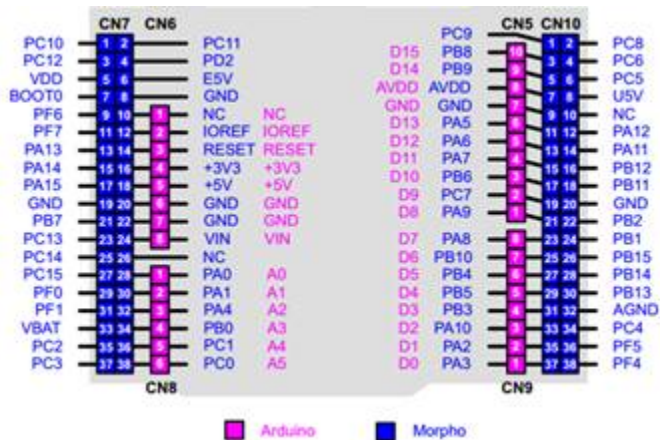 CN7 CN6 CN5 CN10
PC9
PC10 1 2 PC11 1 2 PC8
PC12 3 4 PD2 D15 PB8 10 3 4 PC6
VDD 5 6 E5V D14 PB9 9 5 6 PC5
BOOT0 7 8 GND AVDD AVDD 8 7 8 U5V
PF6 9 10 1 NC NC GND GND 7 9 10 NC
PF7 11 12 2 IOREF IOREF D13 PA5 6 11 12 PA12
PA13 13 14 3 RESET RESET D12 PA6 5 13 14 PA11
PA14 15 16 4 +3V3 +3V3 D11 PA7 4 15 16 PB12
PA15 17 18 5 +5V +5V D10 PB6 3 17 18 PB11
GND 19 20 6 GND GND D9 PC7 2 19 20 GND
PB7 21 22 7 GND GND D8 PA9 1 21 22 PB2
PC13 23 24 8 VIN VIN D7 PA8 8 23 24 PB1
PC14 25 26 NC D6 PB10 7 25 26 PB15
PC15 27 28 1 PA0 A0 D5 PB4 6 27 28 PB14
PF0 29 30 2 PA1 A1 D4 PB5 5 29 30 PB13
PF1 31 32 3 PA4 A2 D3 PB3 4 31 32 AGND
VBAT 33 34 4 PB0 A3 D2 PA10 3 33 34 PC4
PC2 35 36 5 PC1 A4 D1 PA2 2 35 36 PF5
PC3 37 38 6 PC0 A5 D0 PA3 1 37 38 PF4
CN8 CN9
Arduino Morpho